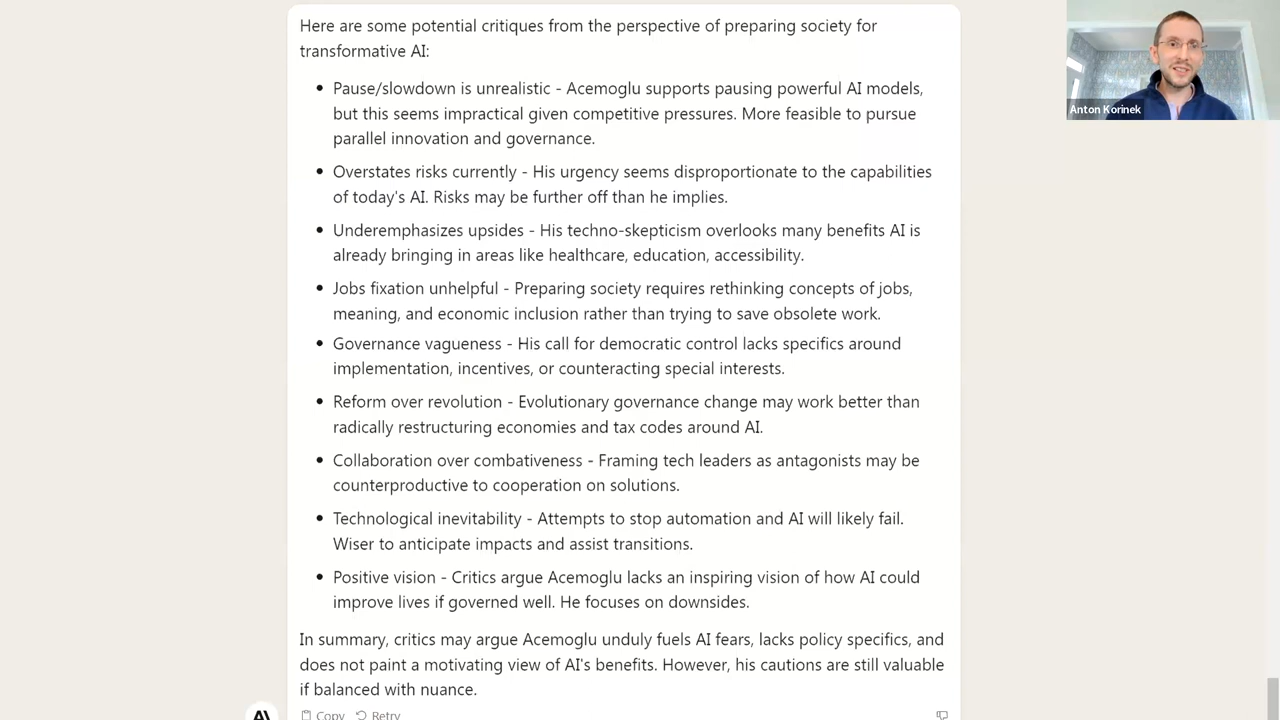 Here are some potential critiques from the perspective of preparing society for
transformative AI:
Pause/slowdown is unrealistic - Acemoglu supports pausing powerful AI models,
but this seems impractical given competitive pressures. More feasible to pursue
parallel innovation and governance.
Overstates risks currently - His urgency seems disproportionate to the capabilities
of today's AI. Risks may be further off than he implies.
Underemphasizes upsides - His techno-skepticism overlooks many benefits AI is
already bringing in areas like healthcare, education, accessibility.
Jobs fixation unhelpful - Preparing society requires rethinking concepts of jobs,
meaning, and economic inclusion rather than trying to save obsolete work.
Governance vagueness - His call for democratic control lacks specifics around
implementation, incentives, or counteracting special interests.
Reform over revolution - Evolutionary governance change may work better than
radically restructuring economies and tax codes around AI.
Collaboration over combativeness - Framing tech leaders as antagonists may be
counterproductive to cooperation on solutions.
Technological inevitability - Attempts to stop automation and AI will likely fail.
Wiser to anticipate impacts and assist transitions.
Positive vision - Critics argue Acemoglu lacks an inspiring vision of how AI could
improve lives if governed well. He focuses on downsides.
In summary, critics may argue Acemoglu unduly fuels AI fears, lacks policy specifics, and
does not paint a motivating view of AI's benefits. However, his cautions are still valuable
if balanced with nuance.
Copy Retry
Anton Korinek